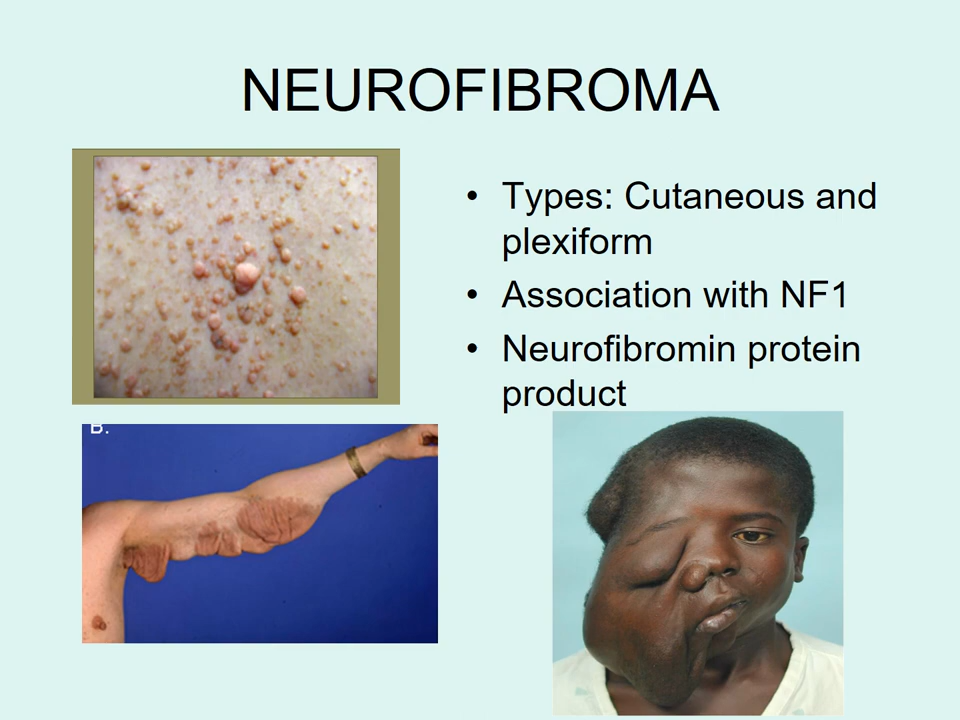 NEUROFIBROMA
• Types: Cutaneous and
plexiform
• Association with NF1
• Neurofibromin protein
product
B.